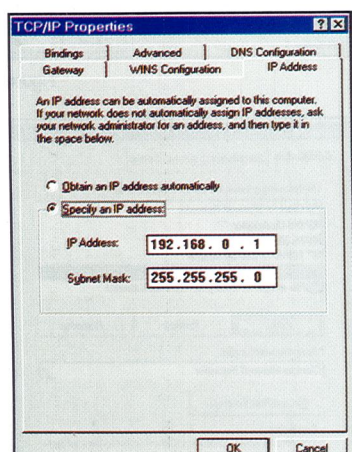 TCP/IP Properties
Bindings Advanced DNS Configuration
Gateway WINS Configuration IP Address
An IP address can be automatically assigned to this computer.
If your network does not automatically assign IP addresses, ask
your network administrator for an address, and then type it in
the space below.
Obtain an IP address automatically
Specify an IP address:
IP Address: 192.168. 0 . 1
Subnet Mask: 255.255.255. 0
OK Cancel